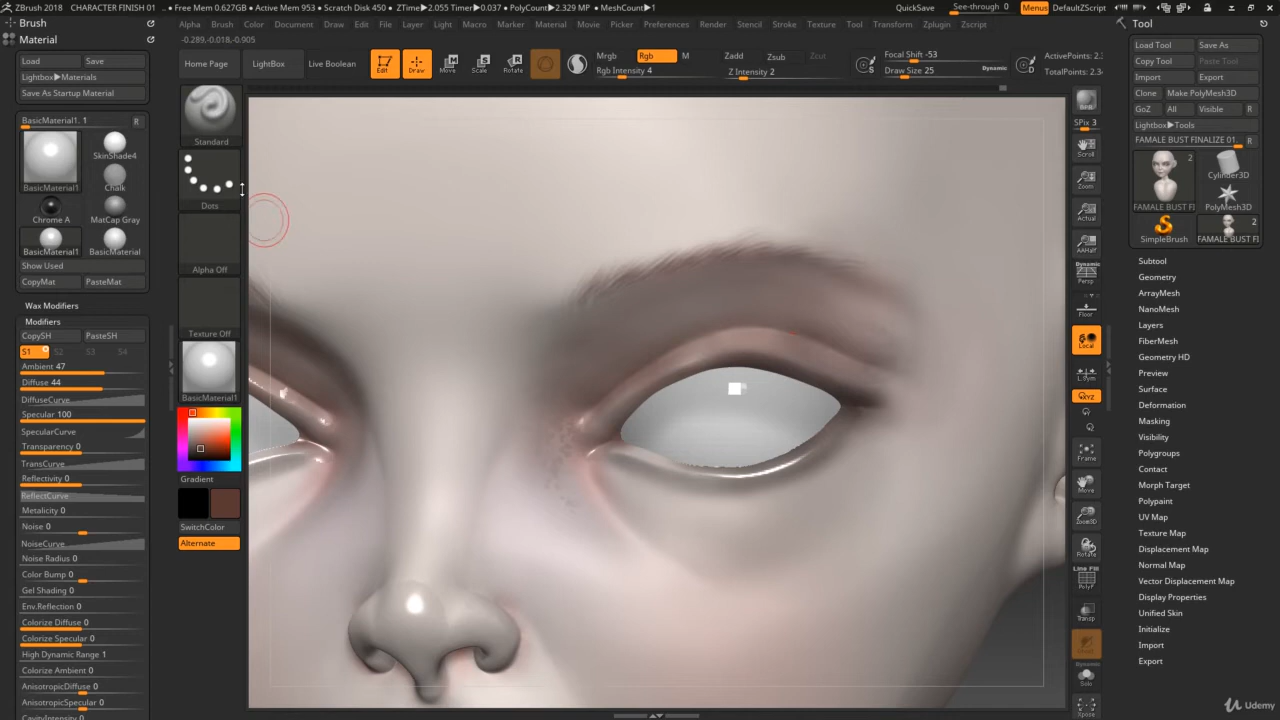 ZBrush 2018 CHARACTER FINISH 01 .. ● Free Mem 0.627GB ● Active Mem 953 ● Scratch Disk 450 ● ZTime▶2.055 Timer▶0.037 ● PolyCount▶2.329 MP ● MeshCount▶1 QuickSave See-through 0 Menus DefaultZScript
Brush
Alpha Brush Color Document Draw Edit File Layer Light Macro Marker Material Movie Picker Preferences Render Stencil Stroke Texture Tool Transform Zplugin Zscript
Tool
Material
-0.289,-0.018,-0.905
Load Save
Lightbox▶Materials
Save As Startup Material
Home Page LightBox Live Boolean
Edit Draw Move Scale Rotate
Mrgb Rgb M
Rgb Intensity 4
Zadd Zsub Zcut
Z Intensity 2
Focal Shift -53
Draw Size 25 Dynamic
S
D
ActivePoints: 2.
TotalPoints: 2.3
Load Tool Save As
Copy Tool Paste Tool
Import Export
Clone Make PolyMesh3D
GoZ All Visible R
Lightbox▶Tools
FAMALE BUST FINALIZE 01. R
2
FAMALE BUST FI
Cylinder3D
PolyMesh3D
SimpleBrush
2
FAMALE BUST FI
Subtool
Geometry
ArrayMesh
NanoMesh
Layers
FiberMesh
Geometry HD
Preview
Surface
Deformation
Masking
Visibility
Polygroups
Contact
Morph Target
Polypaint
UV Map
Texture Map
Displacement Map
Normal Map
Vector Displacement Map
Display Properties
Unified Skin
Initialize
Import
Export
BasicMaterial1. 1 R
BasicMaterial1
SkinShade4
Chalk
Chrome A
MatCap Gray
BasicMaterial1
BasicMaterial
Show Used
CopyMat PasteMat
Wax Modifiers
Modifiers
CopySH PasteSH
S1 S2 S3 S4
Ambient 47
Diffuse 44
DiffuseCurve
Specular 100
SpecularCurve
Transparency 0
TransCurve
Reflectivity 0
ReflectCurve
Metalicity 0
Noise 0
NoiseCurve
Noise Radius 0
Color Bump 0
Gel Shading 0
Env.Reflection 0
Colorize Diffuse 0
Colorize Specular 0
High Dynamic Range 1
Colorize Ambient 0
AnisotropicDiffuse 0
AnisotropicSpecular 0
CavityIntensity 0
Standard
Dots
Alpha Off
Texture Off
BasicMaterial1
Gradient
SwitchColor
Alternate
BPR
SPix 3
Scroll
Zoom
Actual
AAHalf
Dynamic
Persp
Floor
Local
L.Sym
XYZ
Frame
Move
Zoom3D
Rotate
Line Fill
PolyF
Transp
Dynamic
Solo
Xpose
Udemy